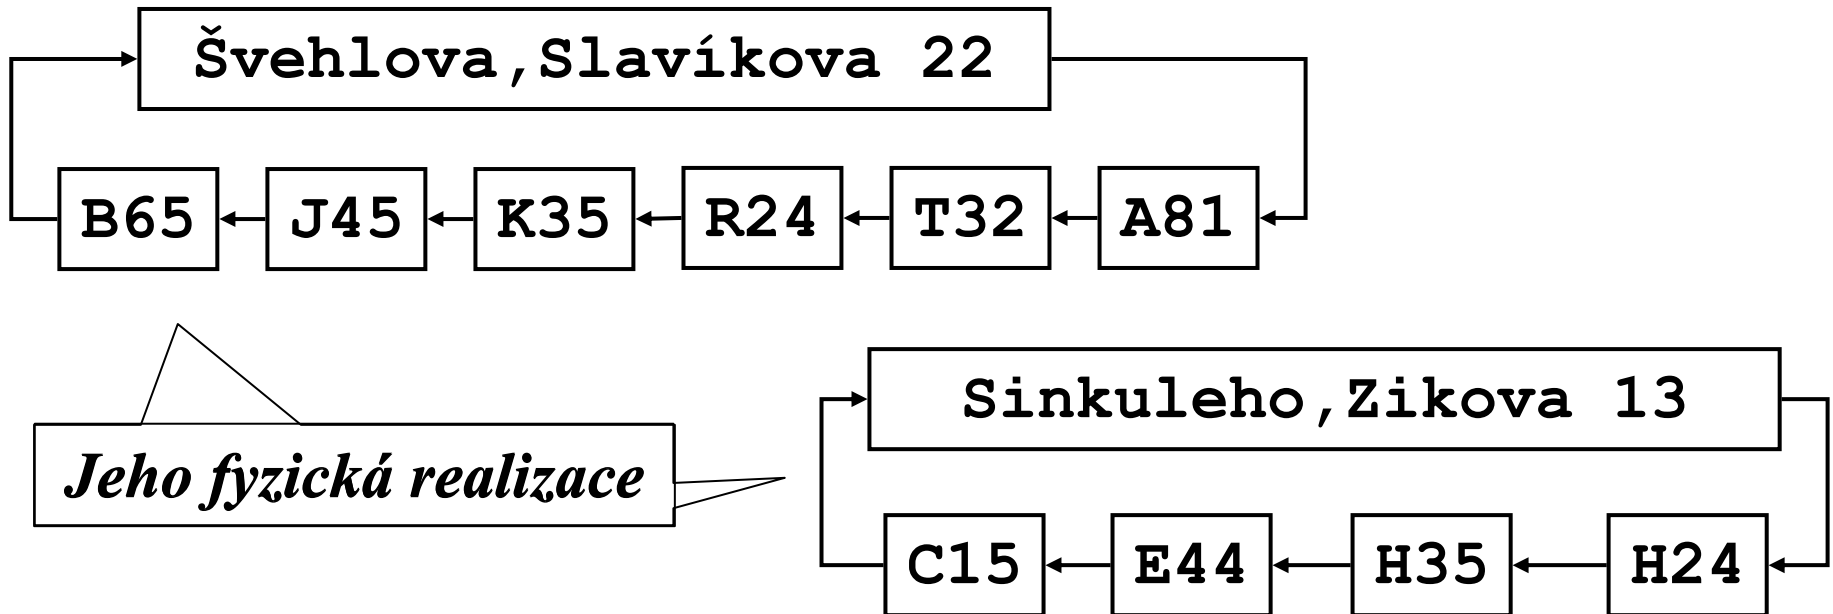 Švehlova,Slavíkova 22
B65 J45 K35 R24 T32 A81
Sinkuleho,Zikova 13
Jeho fyzická realizace
C15 E44 H35 H24